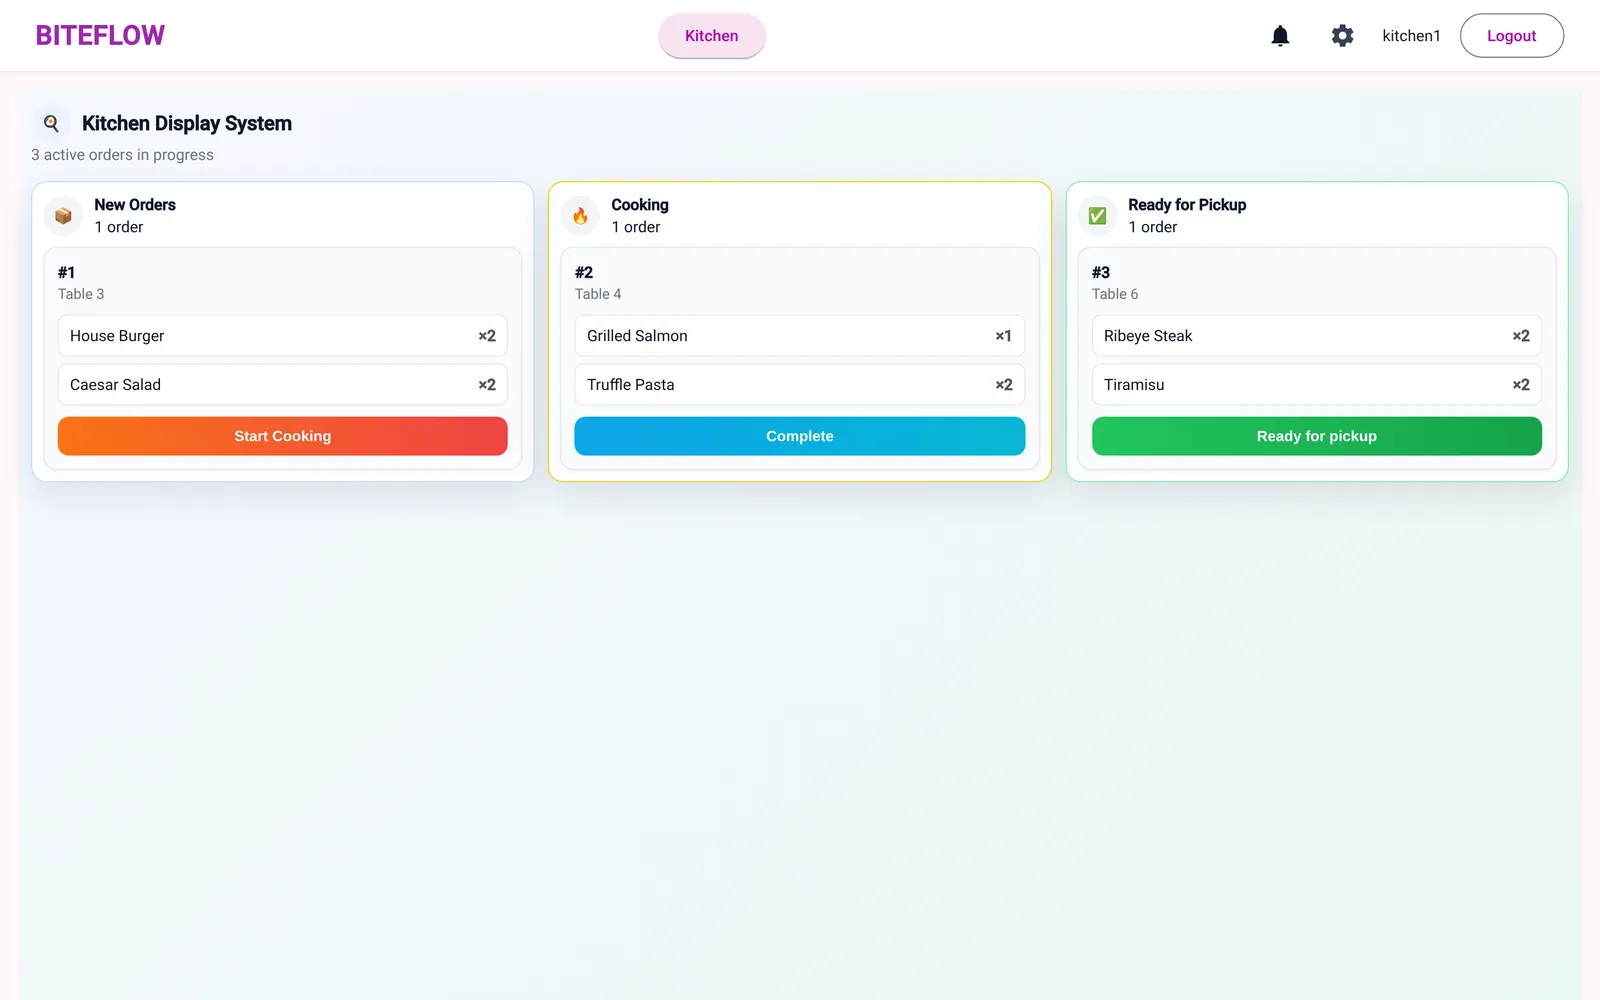 BITEFLOW
Kitchen
kitchen1
Logout
Kitchen Display System
3 active orders in progress
New Orders
1 order
#1
Table 3
House Burger ×2
Caesar Salad ×2
Start Cooking
Cooking
1 order
#2
Table 4
Grilled Salmon ×1
Truffle Pasta ×2
Complete
Ready for Pickup
1 order
#3
Table 6
Ribeye Steak ×2
Tiramisu ×2
Ready for pickup